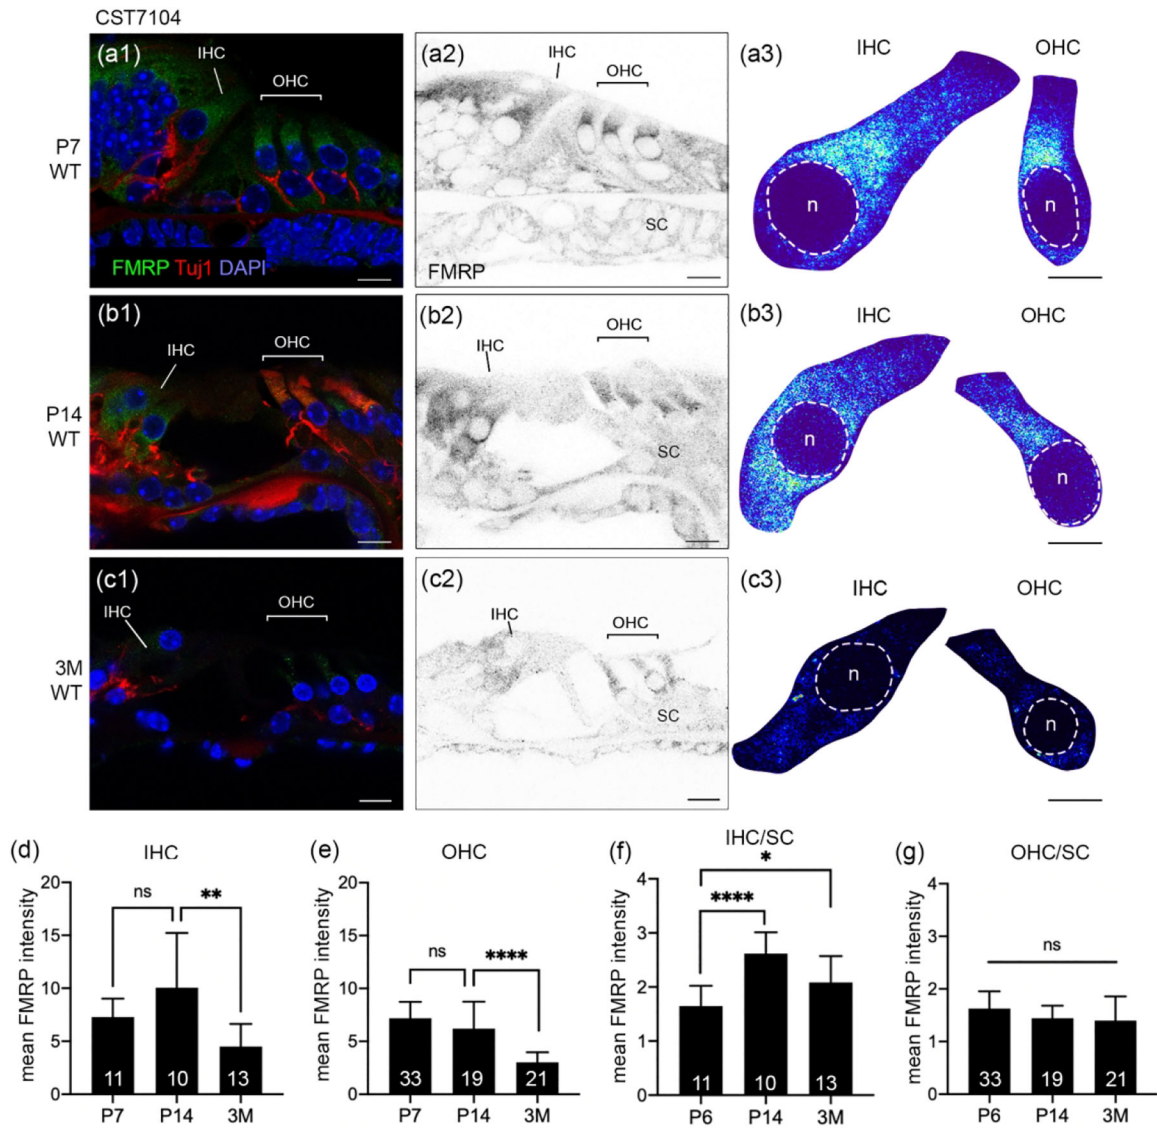 CST7104
(a1)
IHC
OHC
P7
WT
FMRP Tuj1 DAPI
(a2)
IHC
OHC
SC
FMRP
(a3)
IHC
OHC
n
n
(b1)
IHC
OHC
P14
WT
(b2)
IHC
OHC
SC
(b3)
IHC
OHC
n
n
(c1)
IHC
OHC
3M
WT
(c2)
IHC
OHC
SC
(c3)
IHC
OHC
n
n
(d)
IHC
mean FMRP intensity
20
15
10
5
0
ns
**
11
10
13
P7
P14
3M
(e)
OHC
mean FMRP intensity
20
15
10
5
0
ns
****
33
19
21
P7
P14
3M
(f)
IHC/SC
mean FMRP intensity
4
3
2
1
0
*
****
11
10
13
P6
P14
3M
(g)
OHC/SC
mean FMRP intensity
4
3
2
1
0
ns
33
19
21
P6
P14
3M